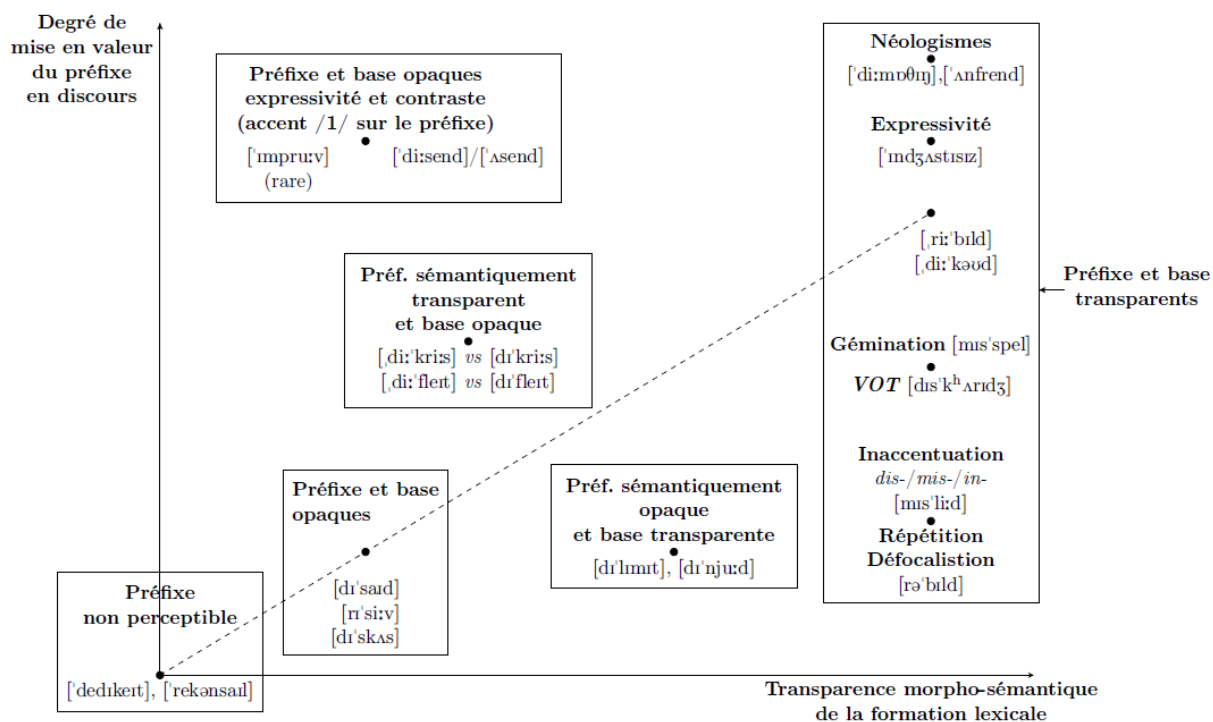 Degré de
mise en valeur
du préfixe
en discours
Préfixe et base opaques
expressivité et contraste
(accent /1/ sur le préfixe)
[ˈɪmpruːv] [ˈdiːsend]/[ˈʌsend]
(rare)
Néologismes
[ˈdiːmɒθɪŋ],[ˈʌnfrend]
Expressivité
[ˈɪndʒʌstɪsɪz]
[ˌriːˈbɪld]
[ˌdiːˈkəʊd]
Préfixe et base
transparents
Préf. sémantiquement
transparent
et base opaque
[ˌdiːˈkriːs] vs [dɪˈkriːs]
[ˌdiːˈfleɪt] vs [dɪˈfleɪt]
Gémination [mɪsˈspel]
VOT [dɪsˈkʰʌrɪdʒ]
Inaccentuation
dis-/mis-/in-
[mɪsˈliːd]
Répétition
Défocalistion
[rəˈbɪld]
Préfixe et base
opaques
[dɪˈsaɪd]
[rɪˈsiːv]
[dɪˈskʌs]
Préf. sémantiquement
opaque
et base transparente
[dɪˈlɪmɪt], [dɪˈnjuːd]
Préfixe
non perceptible
[ˈdedɪkeɪt], [ˈrekənsaɪl]
Transparence morpho-sémantique
de la formation lexicale